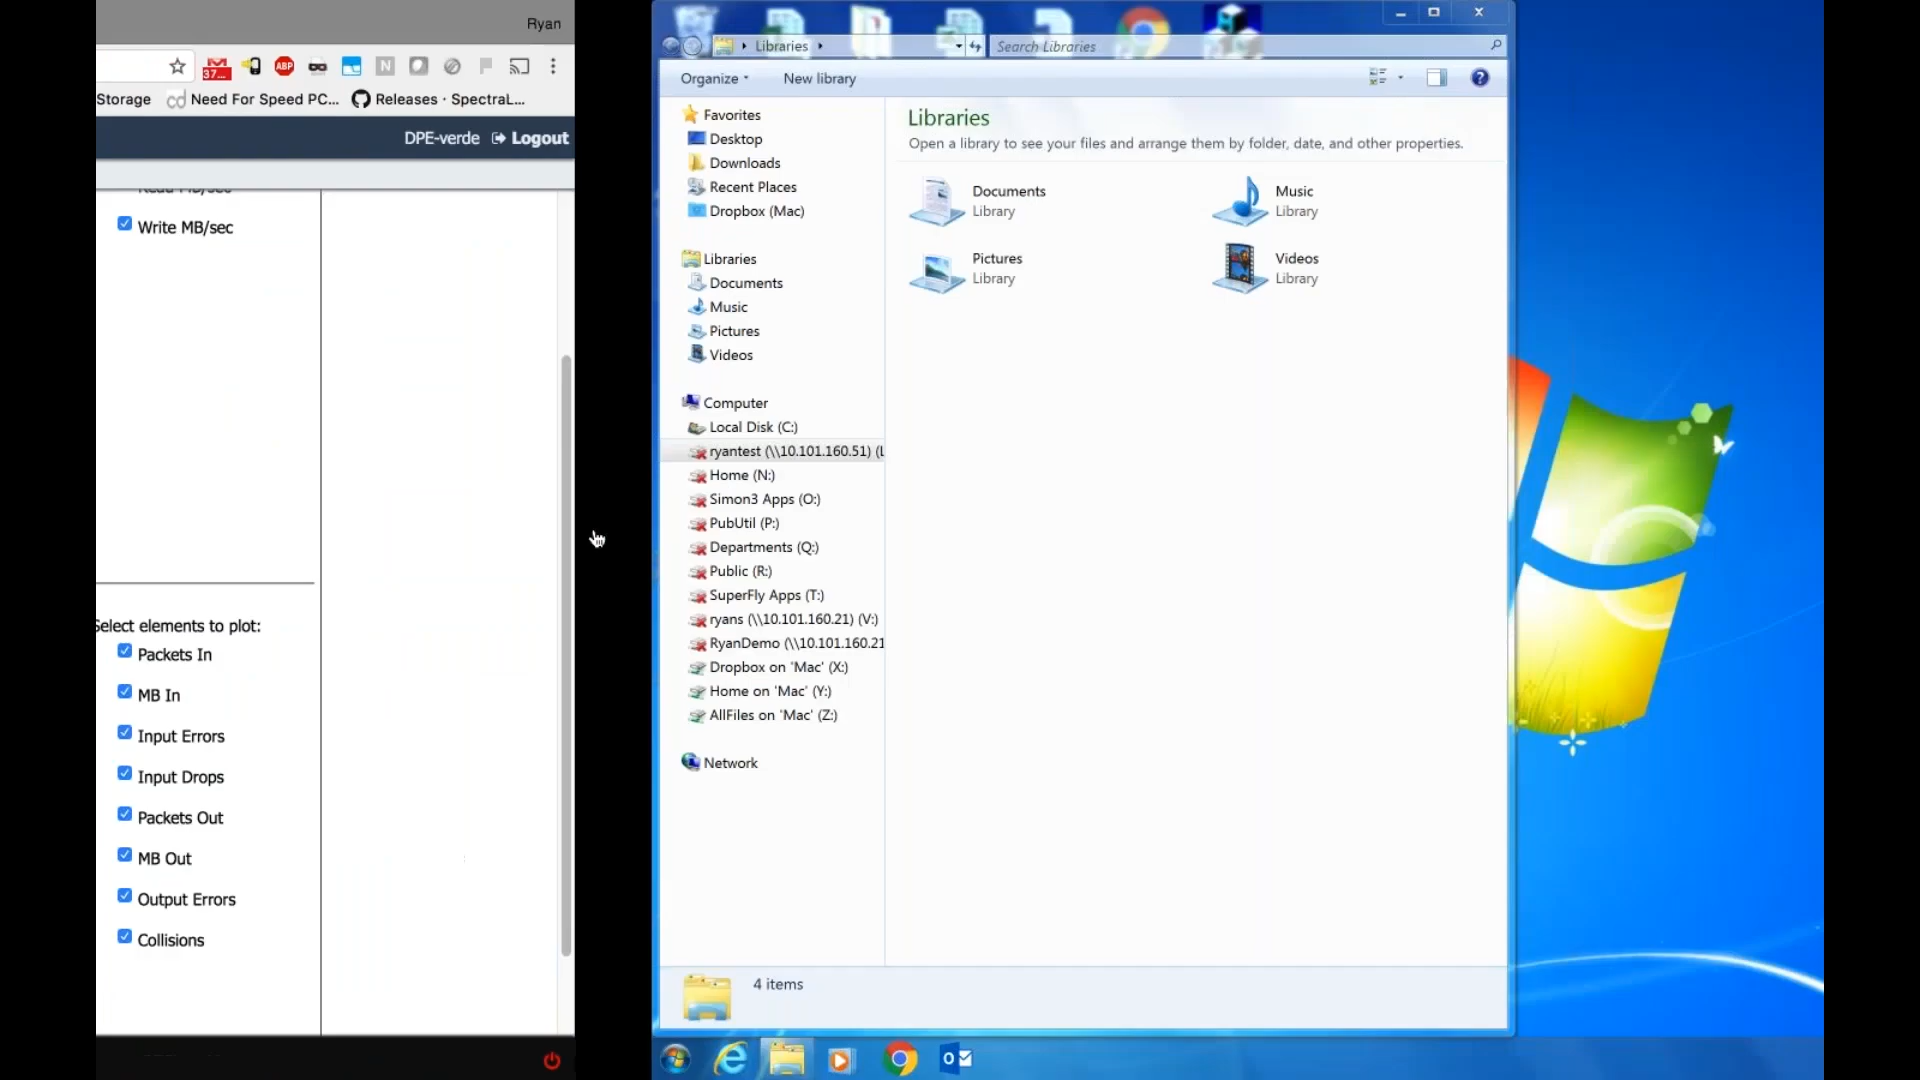 Ryan
37...
ABP
N
Storage
Need For Speed PC...
Releases · SpectraL...
DPE-verde
Logout
Read MB/sec
Write MB/sec
Select elements to plot:
Packets In
MB In
Input Errors
Input Drops
Packets Out
MB Out
Output Errors
Collisions
Libraries
Search Libraries
Organize
New library
Favorites
Desktop
Downloads
Recent Places
Dropbox (Mac)
Libraries
Documents
Music
Pictures
Videos
Computer
Local Disk (C:)
ryantest (\\10.101.160.51) (L
Home (N:)
Simon3 Apps (O:)
PubUtil (P:)
Departments (Q:)
Public (R:)
SuperFly Apps (T:)
ryans (\\10.101.160.21) (V:)
RyanDemo (\\10.101.160.21
Dropbox on 'Mac' (X:)
Home on 'Mac' (Y:)
AllFiles on 'Mac' (Z:)
Network
Libraries
Open a library to see your files and arrange them by folder, date, and other properties.
Documents
Library
Music
Library
Pictures
Library
Videos
Library
4 items